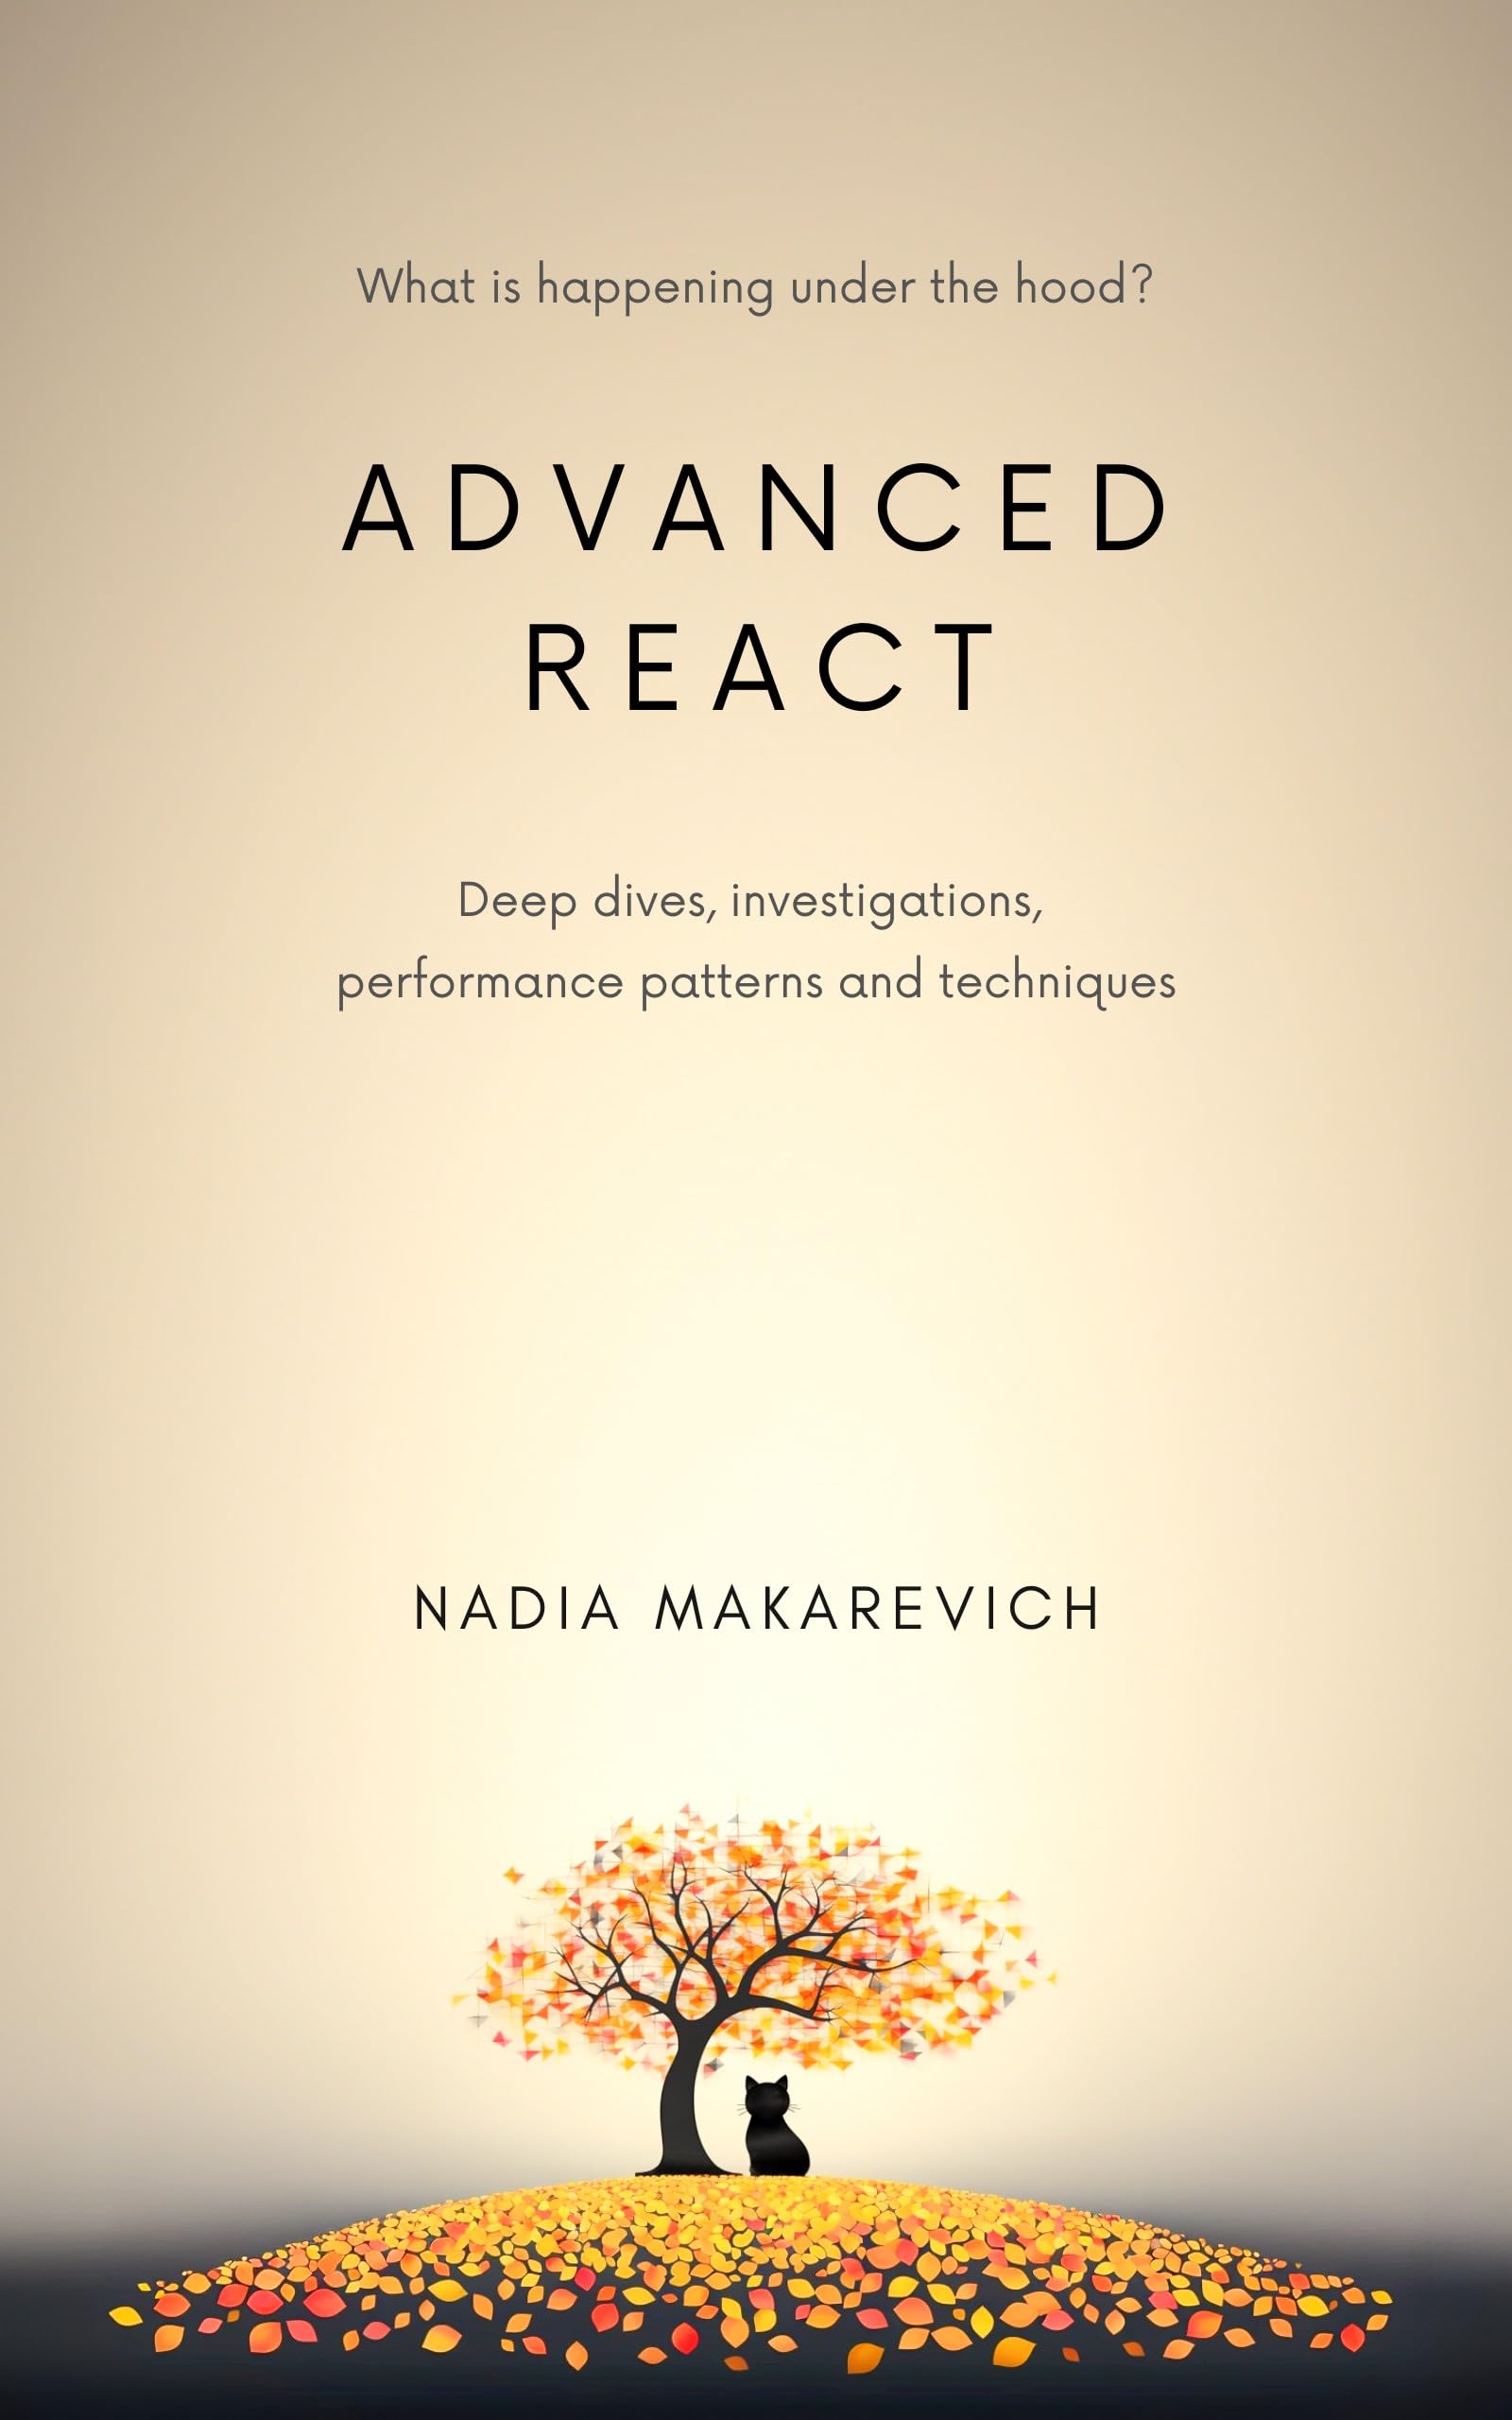 What is happening under the hood?
ADVANCED
REACT
Deep dives, investigations,
performance patterns and techniques
NADIA MAKAREVICH